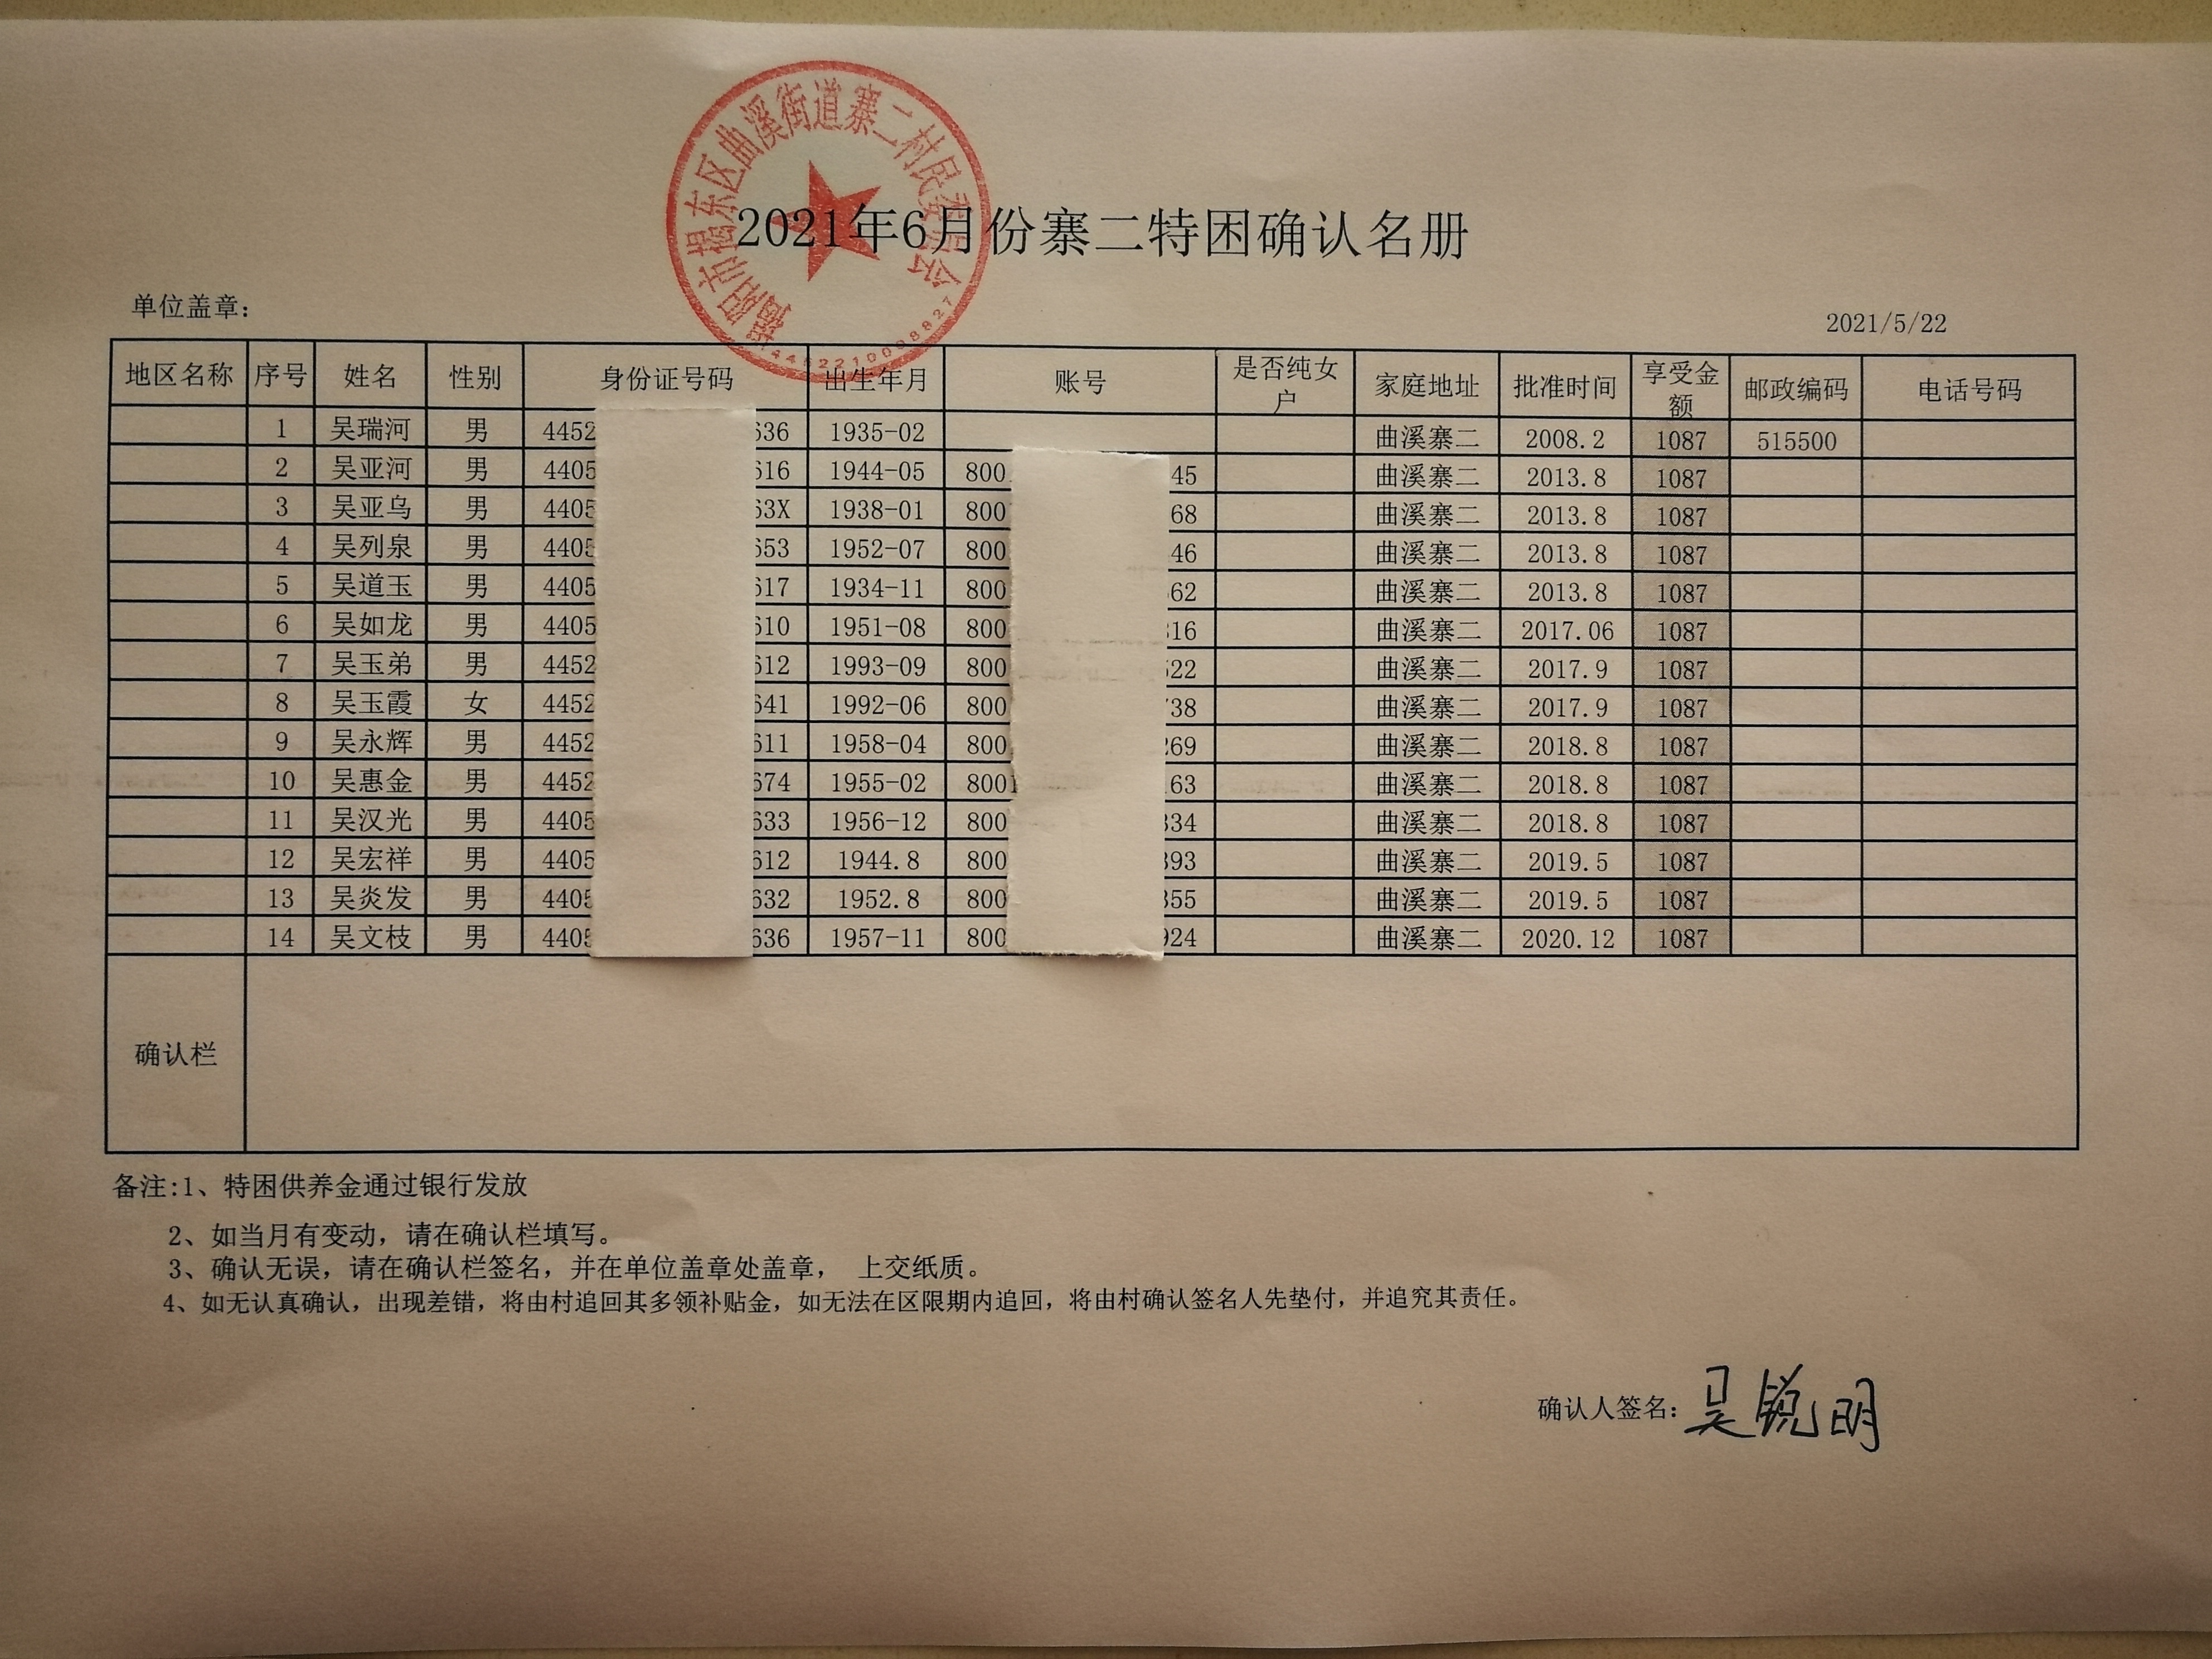 揭阳市揭东区曲溪街道寨二村民委员会
2021年6月份寨二特困确认名册
单位盖章：
2021/5/22
地区名称 序号 姓名 性别 身份证号码 出生年月 账号 是否纯女户 家庭地址 批准时间 享受金额 邮政编码 电话号码
1 吴瑞河 男 4452 636 1935-02 曲溪寨二 2008.2 1087 515500
2 吴亚河 男 4405 616 1944-05 800 45 曲溪寨二 2013.8 1087
3 吴亚乌 男 4405 63X 1938-01 800 68 曲溪寨二 2013.8 1087
4 吴列泉 男 4405 653 1952-07 800 46 曲溪寨二 2013.8 1087
5 吴道玉 男 4405 617 1934-11 800 62 曲溪寨二 2013.8 1087
6 吴如龙 男 4405 610 1951-08 800 16 曲溪寨二 2017.06 1087
7 吴玉弟 男 4452 612 1993-09 800 22 曲溪寨二 2017.9 1087
8 吴玉霞 女 4452 641 1992-06 800 38 曲溪寨二 2017.9 1087
9 吴永辉 男 4452 611 1958-04 800 269 曲溪寨二 2018.8 1087
10 吴惠金 男 4452 674 1955-02 800 63 曲溪寨二 2018.8 1087
11 吴汉光 男 4405 633 1956-12 800 34 曲溪寨二 2018.8 1087
12 吴宏祥 男 4405 612 1944.8 800 93 曲溪寨二 2019.5 1087
13 吴炎发 男 4405 632 1952.8 800 55 曲溪寨二 2019.5 1087
14 吴文枝 男 4405 636 1957-11 800 924 曲溪寨二 2020.12 1087
确认栏
备注:1、特困供养金通过银行发放
2、如当月有变动，请在确认栏填写。
3、确认无误，请在确认栏签名，并在单位盖章处盖章， 上交纸质。
4、如无认真确认，出现差错，将由村追回其多领补贴金，如无法在区限期内追回，将由村确认签名人先垫付，并追究其责任。
确认人签名：吴锐明